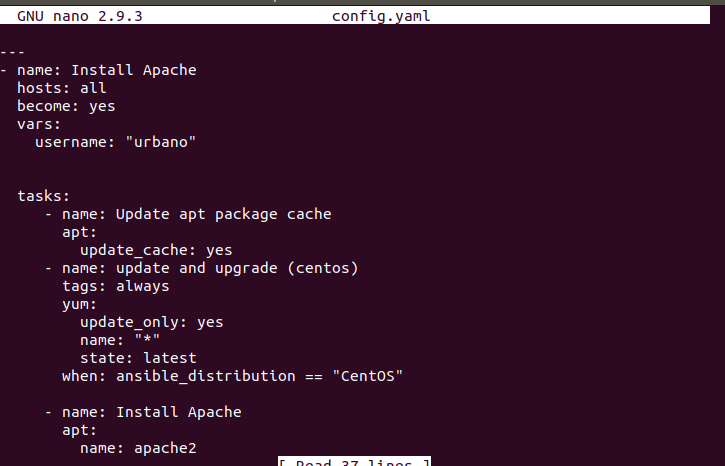 GNU nano 2.9.3 config.yaml
---
- name: Install Apache
  hosts: all
  become: yes
  vars:
    username: "urbano"
  tasks:
     - name: Update apt package cache
       apt:
         update_cache: yes
     - name: update and upgrade (centos)
       tags: always
       yum:
         update_only: yes
         name: "*"
         state: latest
       when: ansible_distribution == "CentOS"
     - name: Install Apache
       apt:
         name: apache2
[ Read 37 lines ]